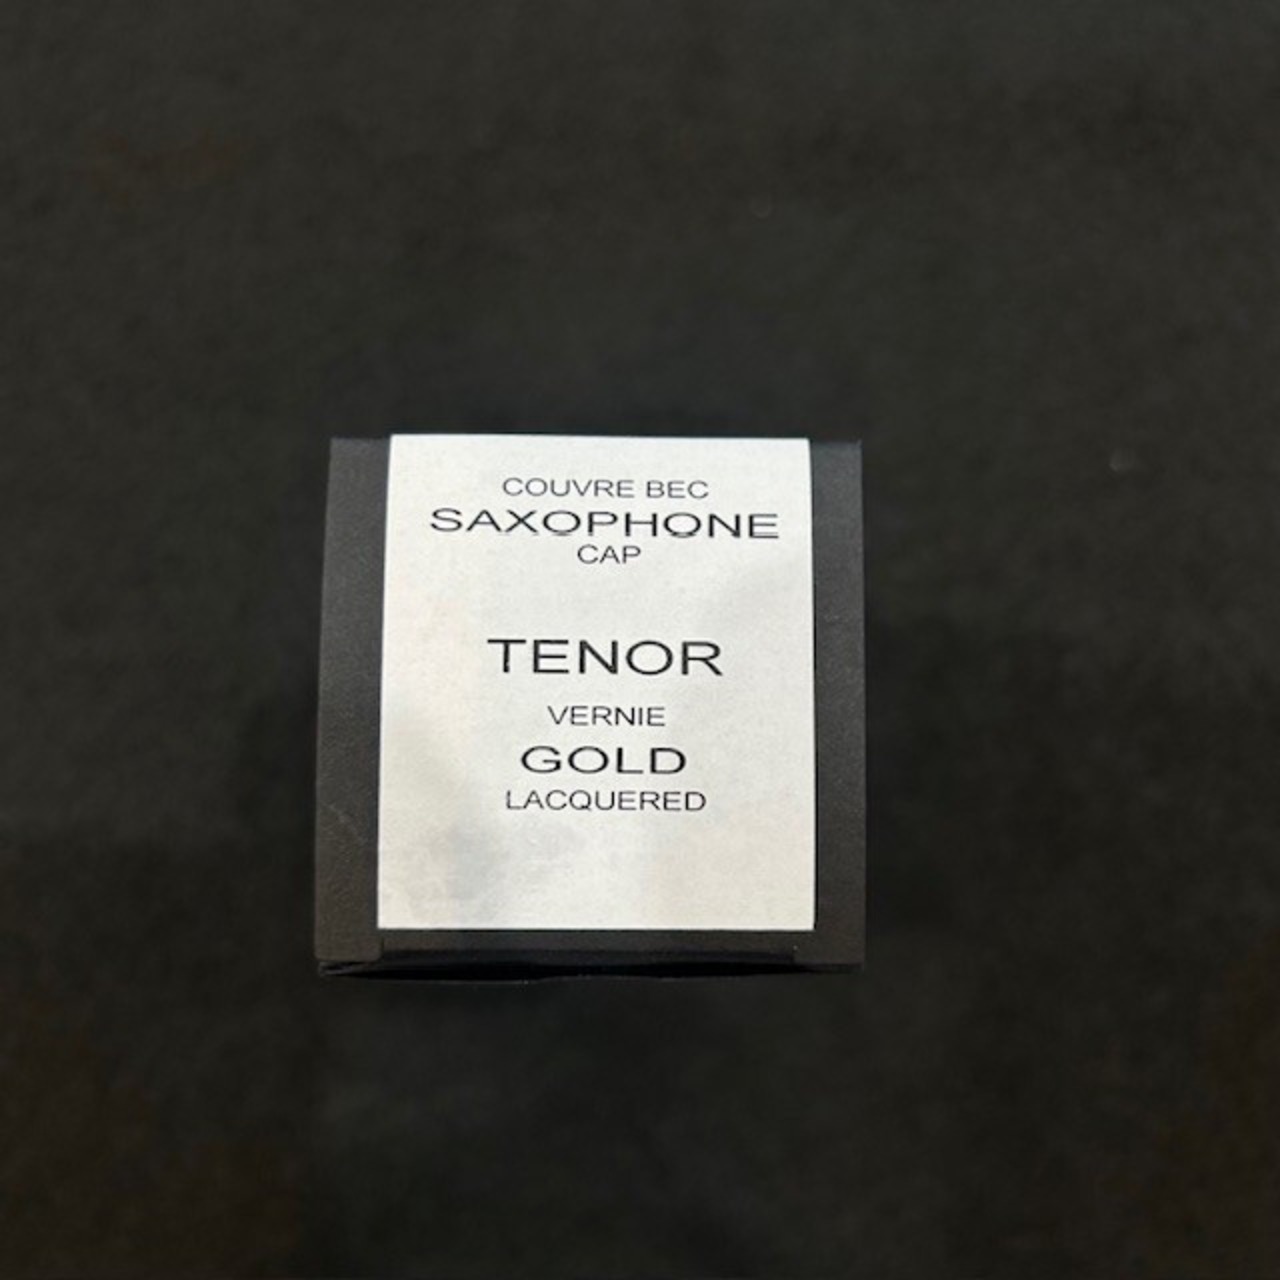 COUVRE BEC
SAXOPHONE
CAP
TENOR
VERNIE
GOLD
LACQUERED